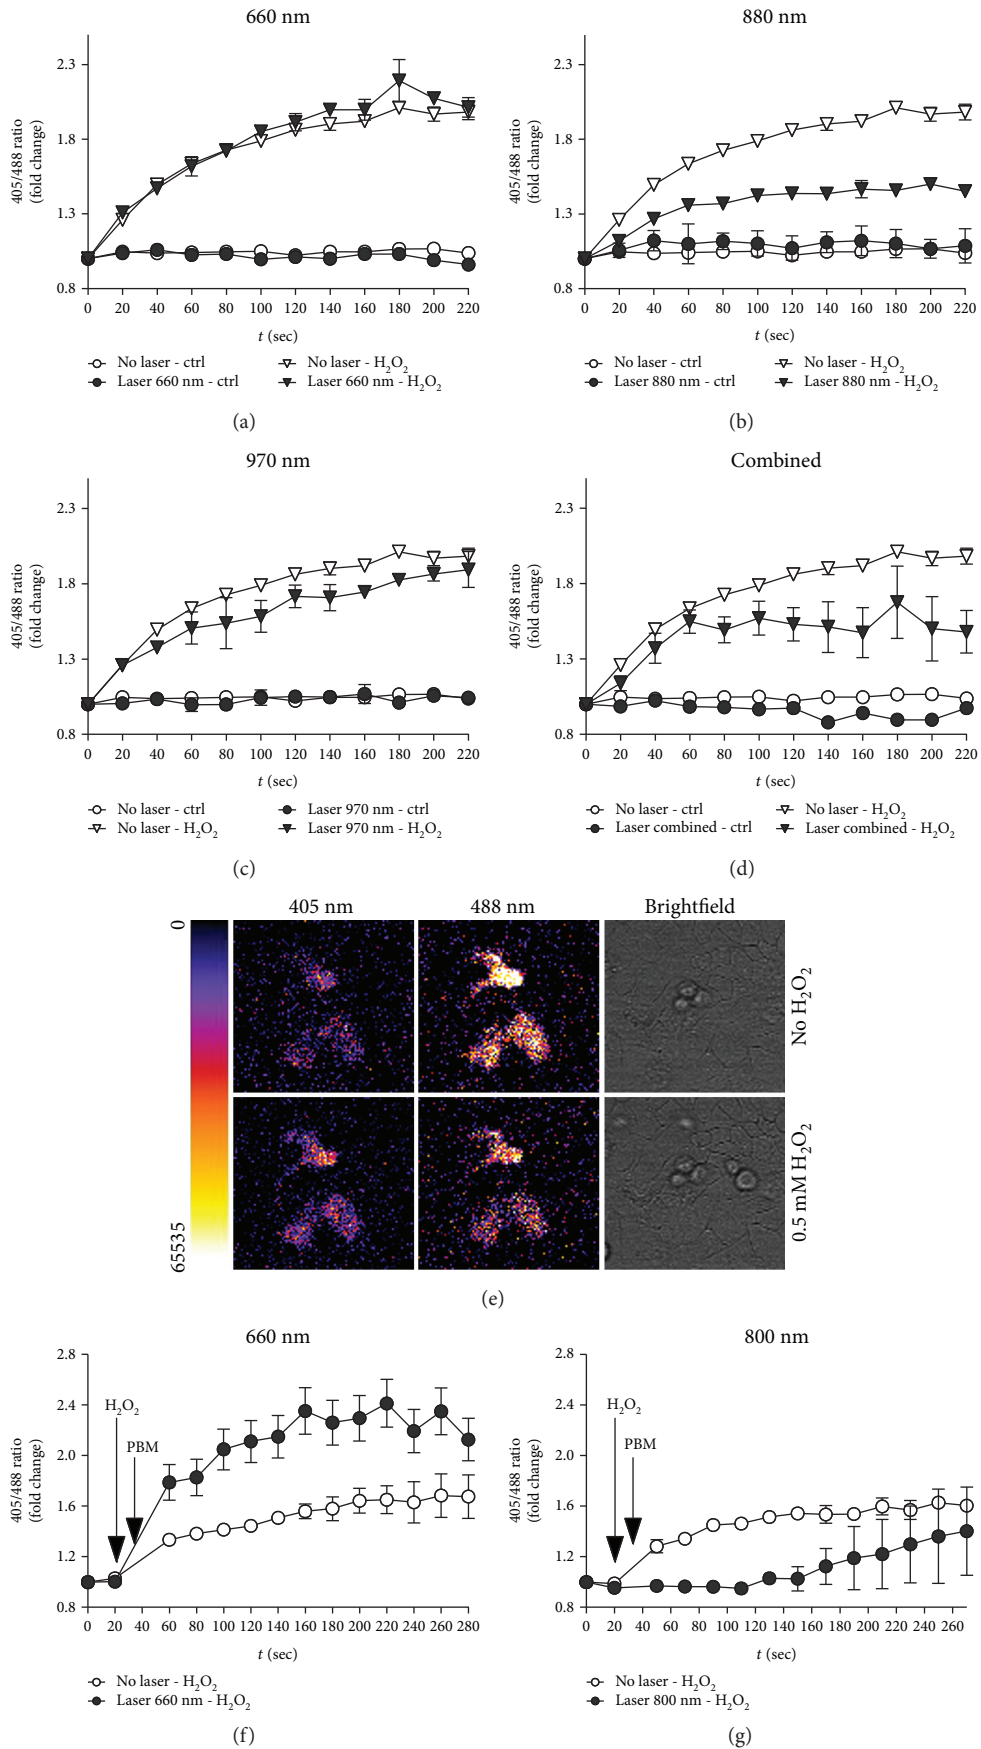 660 nm
405/488 ratio
(fold change)
2.3
1.8
1.3
0.8
0 20 40 60 80 100 120 140 160 180 200 220
t (sec)
No laser - ctrl
Laser 660 nm - ctrl
No laser - H2O2
Laser 660 nm - H2O2
(a)
880 nm
405/488 ratio
(fold change)
2.3
1.8
1.3
0.8
0 20 40 60 80 100 120 140 160 180 200 220
t (sec)
No laser - ctrl
Laser 880 nm - ctrl
No laser - H2O2
Laser 880 nm - H2O2
(b)
970 nm
405/488 ratio
(fold change)
2.3
1.8
1.3
0.8
0 20 40 60 80 100 120 140 160 180 200 220
t (sec)
No laser - ctrl
No laser - H2O2
Laser 970 nm - ctrl
Laser 970 nm - H2O2
(c)
Combined
405/488 ratio
(fold change)
2.3
1.8
1.3
0.8
0 20 40 60 80 100 120 140 160 180 200 220
t (sec)
No laser - ctrl
Laser combined - ctrl
No laser - H2O2
Laser combined - H2O2
(d)
405 nm
488 nm
Brightfield
0
65535
No H2O2
0.5 mM H2O2
(e)
660 nm
405/488 ratio
(fold change)
2.8
2.4
2.0
1.6
1.2
0.8
H2O2
PBM
0 20 40 60 80 100 120 140 160 180 200 220 240 260 280
t (sec)
No laser - H2O2
Laser 660 nm - H2O2
(f)
800 nm
405/488 ratio
(fold change)
2.8
2.4
2.0
1.6
1.2
0.8
H2O2
PBM
0 20 40 60 80 100 120 140 160 180 200 220 240 260
t (sec)
No laser - H2O2
Laser 800 nm - H2O2
(g)